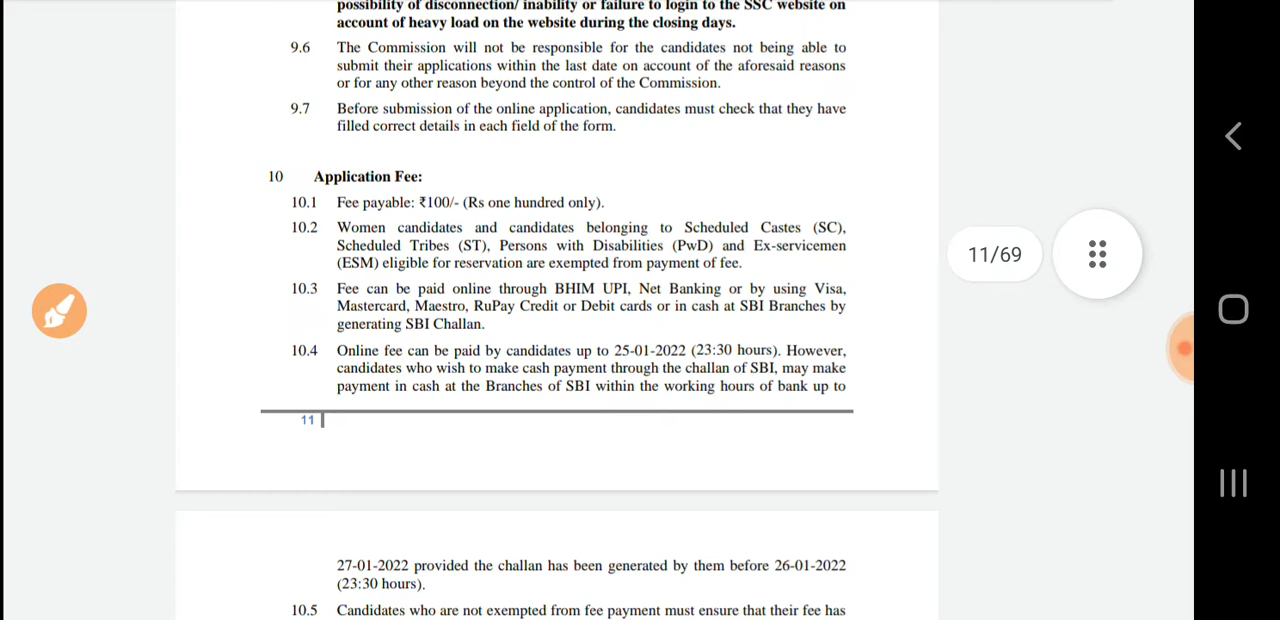 possibility of disconnection/ inability or failure to login to the SSC website on
account of heavy load on the website during the closing days.
9.6 The Commission will not be responsible for the candidates not being able to
submit their applications within the last date on account of the aforesaid reasons
or for any other reason beyond the control of the Commission.
9.7 Before submission of the online application, candidates must check that they have
filled correct details in each field of the form.
10 Application Fee:
10.1 Fee payable: ₹100/- (Rs one hundred only).
10.2 Women candidates and candidates belonging to Scheduled Castes (SC),
Scheduled Tribes (ST), Persons with Disabilities (PwD) and Ex-servicemen
(ESM) eligible for reservation are exempted from payment of fee.
10.3 Fee can be paid online through BHIM UPI, Net Banking or by using Visa,
Mastercard, Maestro, RuPay Credit or Debit cards or in cash at SBI Branches by
generating SBI Challan.
10.4 Online fee can be paid by candidates up to 25-01-2022 (23:30 hours). However,
candidates who wish to make cash payment through the challan of SBI, may make
payment in cash at the Branches of SBI within the working hours of bank up to
11
27-01-2022 provided the challan has been generated by them before 26-01-2022
(23:30 hours).
10.5 Candidates who are not exempted from fee payment must ensure that their fee has
11/69